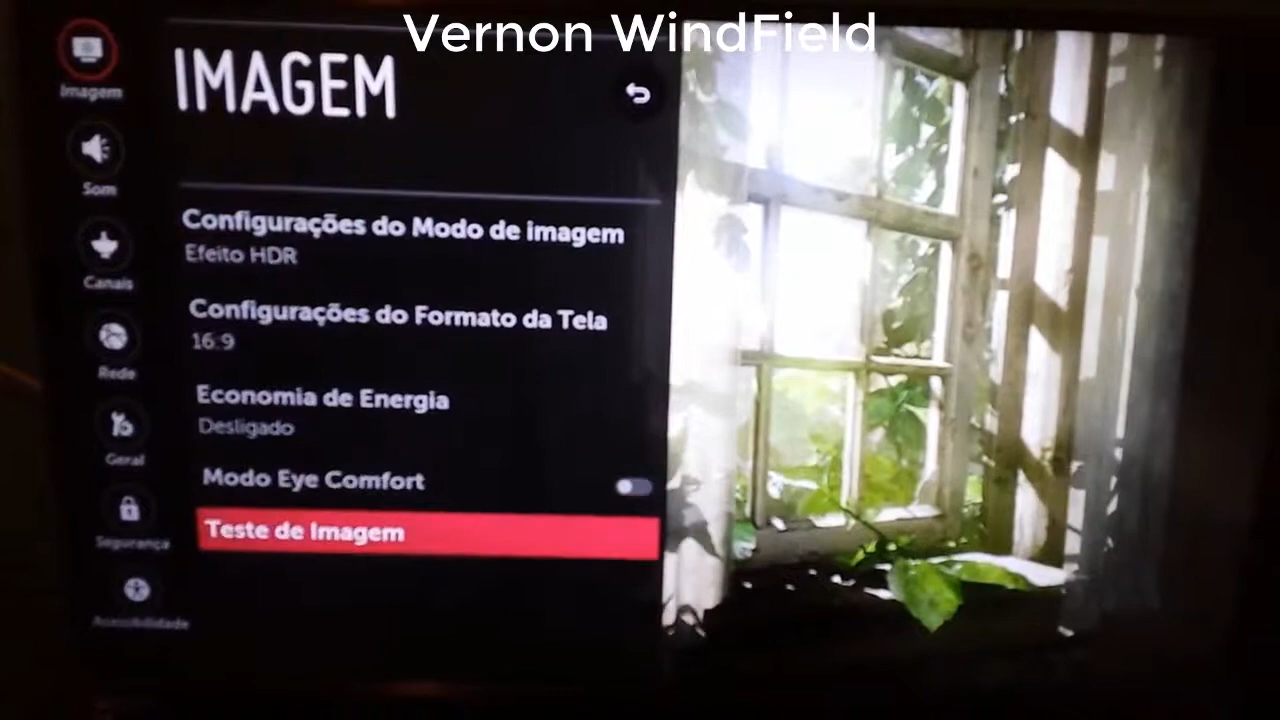 Vernon WindField
Imagem
IMAGEM
Som
Canais
Rede
Geral
Segurança
Acessibilidade
Configurações do Modo de imagem
Efeito HDR
Configurações do Formato da Tela
16:9
Economia de Energia
Desligado
Modo Eye Comfort
Teste de Imagem